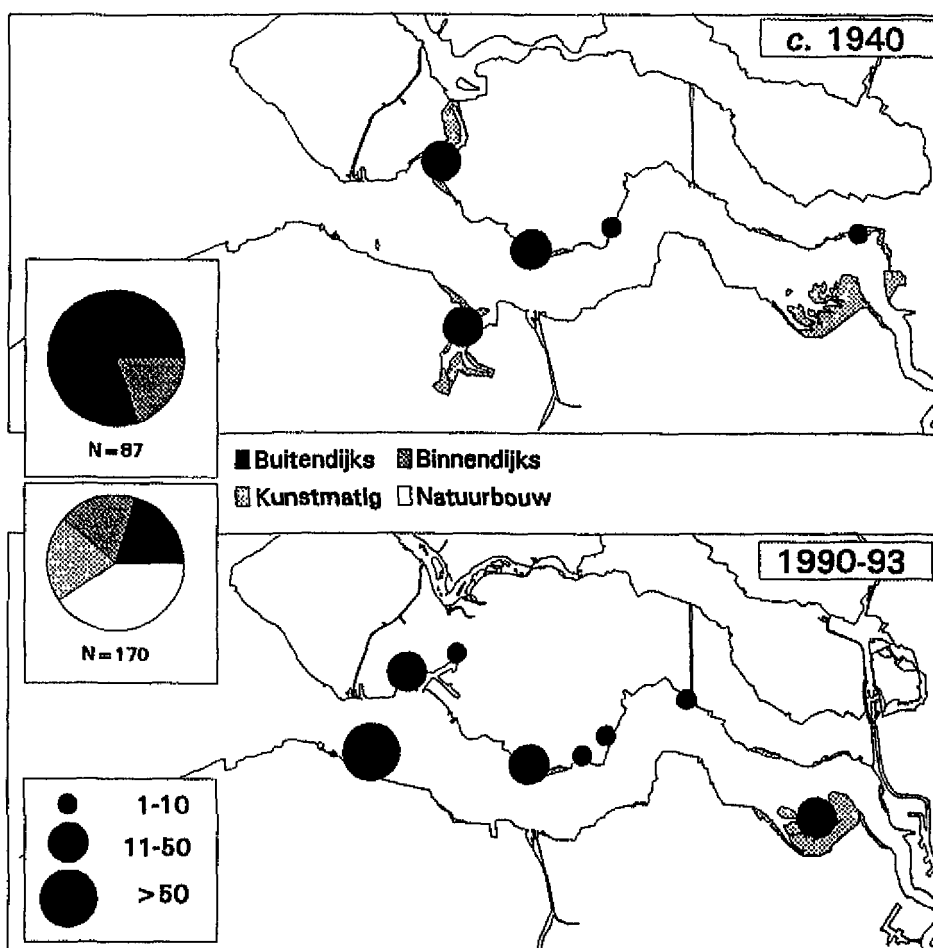 c. 1940
N=87
Buitendijks Binnendijks
Kunstmatig Natuurbouw
1990-93
N=170
1-10
11-50
>50